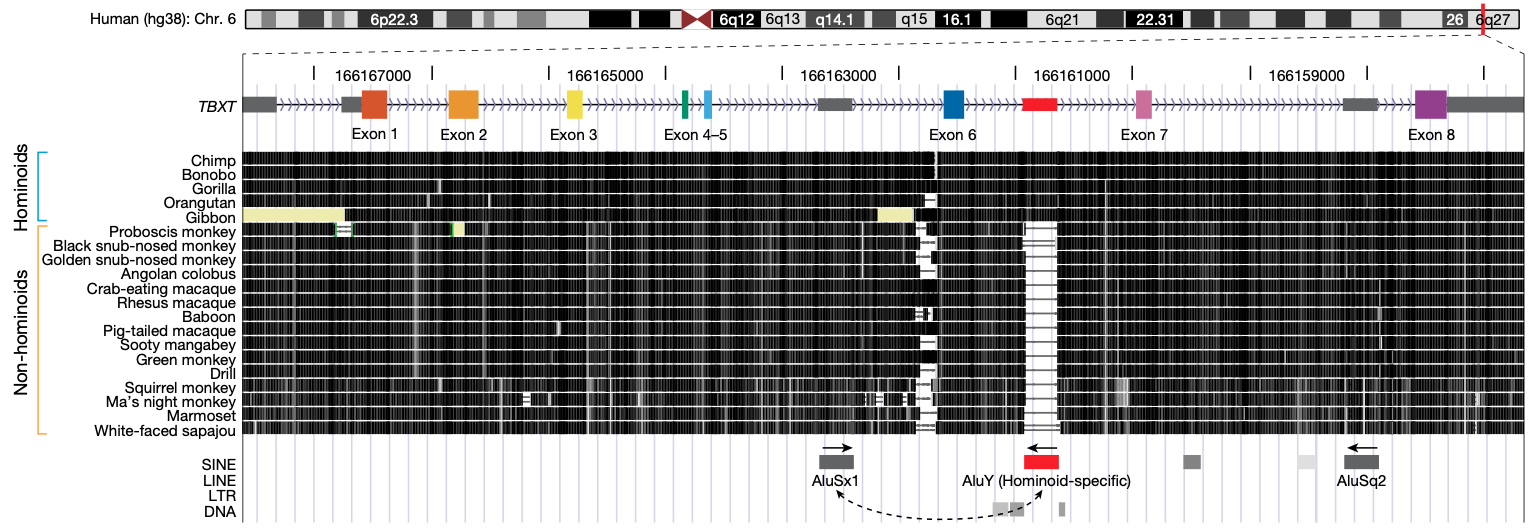 Human (hg38): Chr. 6
6p22.3 6q12 6q13 q14.1 q15 16.1 6q21 22.31 26 6q27
166167000 166165000 166163000 166161000 166159000
TBXT
Exon 1 Exon 2 Exon 3 Exon 4–5 Exon 6 Exon 7 Exon 8
Hominoids
Chimp
Bonobo
Gorilla
Orangutan
Gibbon
Non-hominoids
Proboscis monkey
Black snub-nosed monkey
Golden snub-nosed monkey
Angolan colobus
Crab-eating macaque
Rhesus macaque
Baboon
Pig-tailed macaque
Sooty mangabey
Green monkey
Drill
Squirrel monkey
Ma's night monkey
Marmoset
White-faced sapajou
SINE
LINE
LTR
DNA
AluSx1 AluY (Hominoid-specific) AluSq2